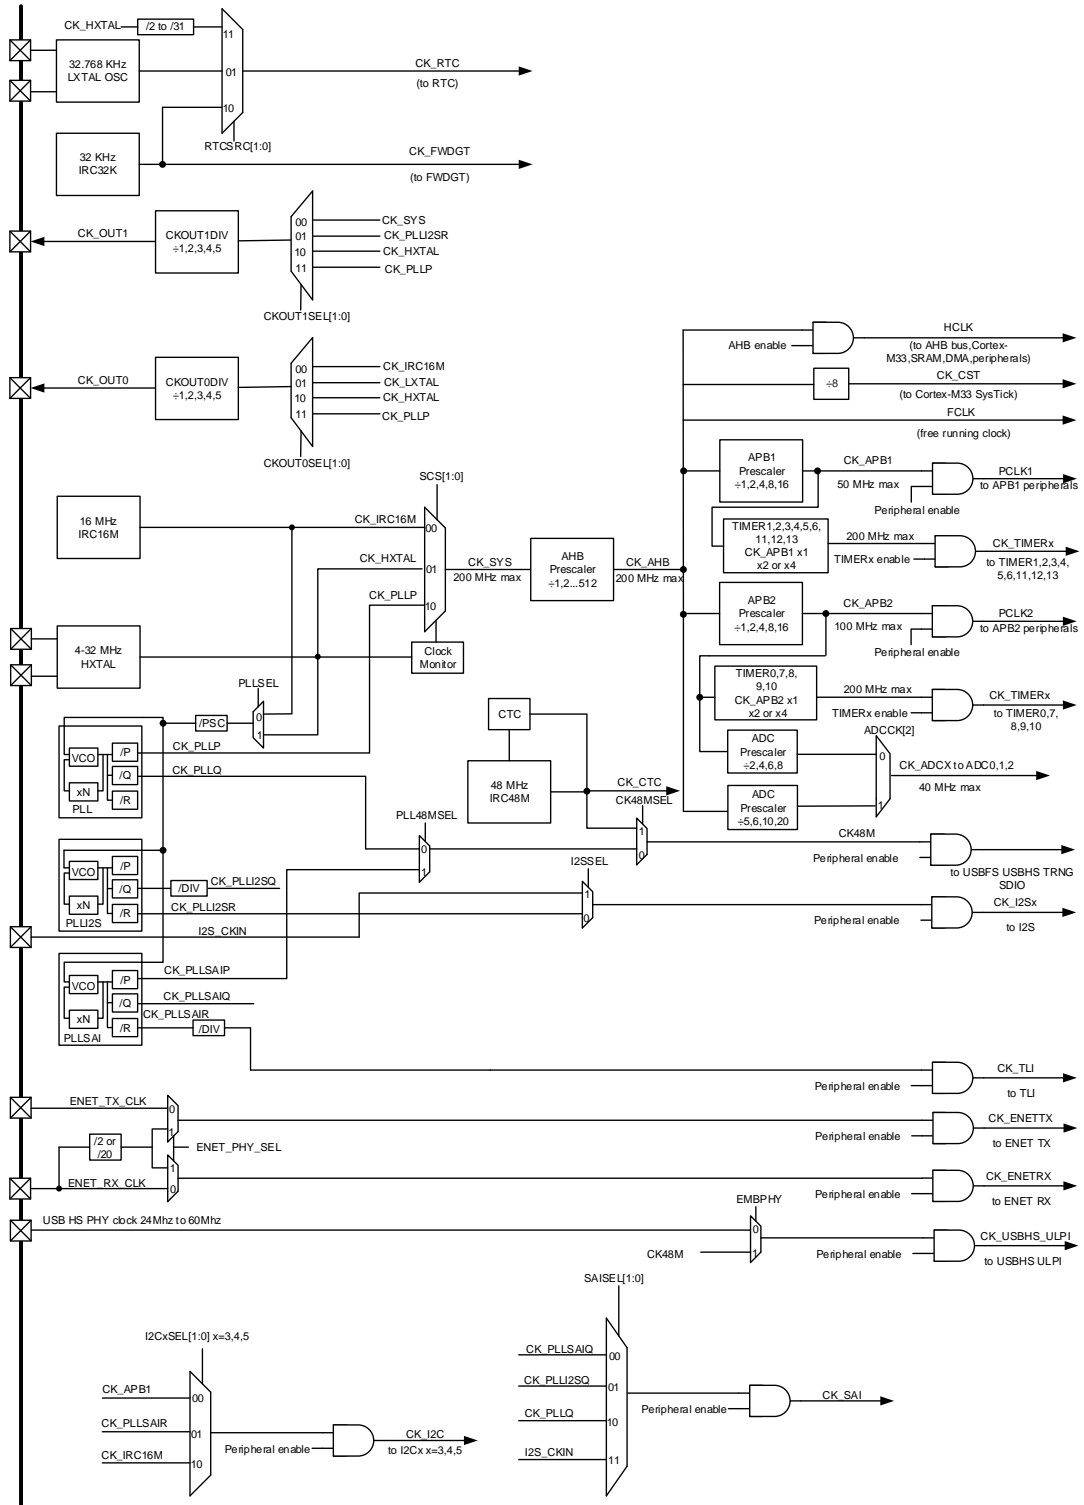 CK_HXTAL
/2 to /31
11
32.768 KHz
LXTAL OSC
01
CK_RTC
(to RTC)
10
RTCSRC[1:0]
32 KHz
IRC32K
CK_FWDGT
(to FWDGT)
CK_OUT1
CKOUT1DIV
÷1,2,3,4,5
00
01
10
11
CK_SYS
CK_PLLI2SR
CK_HXTAL
CK_PLLP
CKOUT1SEL[1:0]
CK_OUT0
CKOUT0DIV
÷1,2,3,4,5
00
01
10
11
CK_IRC16M
CK_LXTAL
CK_HXTAL
CK_PLLP
CKOUT0SEL[1:0]
AHB enable
HCLK
(to AHB bus,Cortex-
M33,SRAM,DMA,peripherals)
÷8
CK_CST
(to Cortex-M33 SysTick)
FCLK
(free running clock)
SCS[1:0]
16 MHz
IRC16M
CK_IRC16M
00
CK_HXTAL
01
CK_PLLP
10
CK_SYS
200 MHz max
AHB
Prescaler
÷1,2...512
CK_AHB
200 MHz max
APB1
Prescaler
÷1,2,4,8,16
CK_APB1
50 MHz max
Peripheral enable
PCLK1
to APB1 peripherals
TIMER1,2,3,4,5,6,
11,12,13
CK_APB1 x1
x2 or x4
200 MHz max
TIMERx enable
CK_TIMERx
to TIMER1,2,3,4,
5,6,11,12,13
APB2
Prescaler
÷1,2,4,8,16
CK_APB2
100 MHz max
Peripheral enable
PCLK2
to APB2 peripherals
4-32 MHz
HXTAL
Clock
Monitor
TIMER0,7,8,
9,10
CK_APB2 x1
x2 or x4
200 MHz max
TIMERx enable
CK_TIMERx
to TIMER0,7,
8,9,10
PLLSEL
/PSC
0
1
CTC
ADC
Prescaler
÷2,4,6,8
ADCCK[2]
0
1
CK_ADCX to ADC0,1,2
40 MHz max
ADC
Prescaler
÷5,6,10,20
VCO
xN
/P
/Q
/R
PLL
CK_PLLP
CK_PLLQ
48 MHz
IRC48M
CK_CTC
CK48MSEL
1
0
PLL48MSEL
0
1
CK48M
Peripheral enable
to USBFS USBHS TRNG
SDIO
VCO
xN
/P
/Q
/R
PLLI2S
/DIV
CK_PLLI2SQ
CK_PLLI2SR
I2SSEL
1
0
Peripheral enable
CK_I2Sx
to I2S
I2S_CKIN
VCO
xN
/P
/Q
/R
PLLSAI
CK_PLLSAIP
CK_PLLSAIQ
CK_PLLSAIR
/DIV
Peripheral enable
CK_TLI
to TLI
ENET_TX_CLK
0
1
Peripheral enable
CK_ENETTX
to ENET TX
/2 or
/20
ENET_PHY_SEL
ENET_RX_CLK
1
0
Peripheral enable
CK_ENETRX
to ENET RX
USB HS PHY clock 24Mhz to 60Mhz
EMBPHY
0
1
CK48M
Peripheral enable
CK_USBHS_ULPI
to USBHS ULPI
I2CxSEL[1:0] x=3,4,5
CK_APB1
00
CK_PLLSAIR
01
CK_IRC16M
10
Peripheral enable
CK_I2C
to I2Cx x=3,4,5
SAISEL[1:0]
CK_PLLSAIQ
00
CK_PLLI2SQ
01
CK_PLLQ
10
I2S_CKIN
11
Peripheral enable
CK_SAI